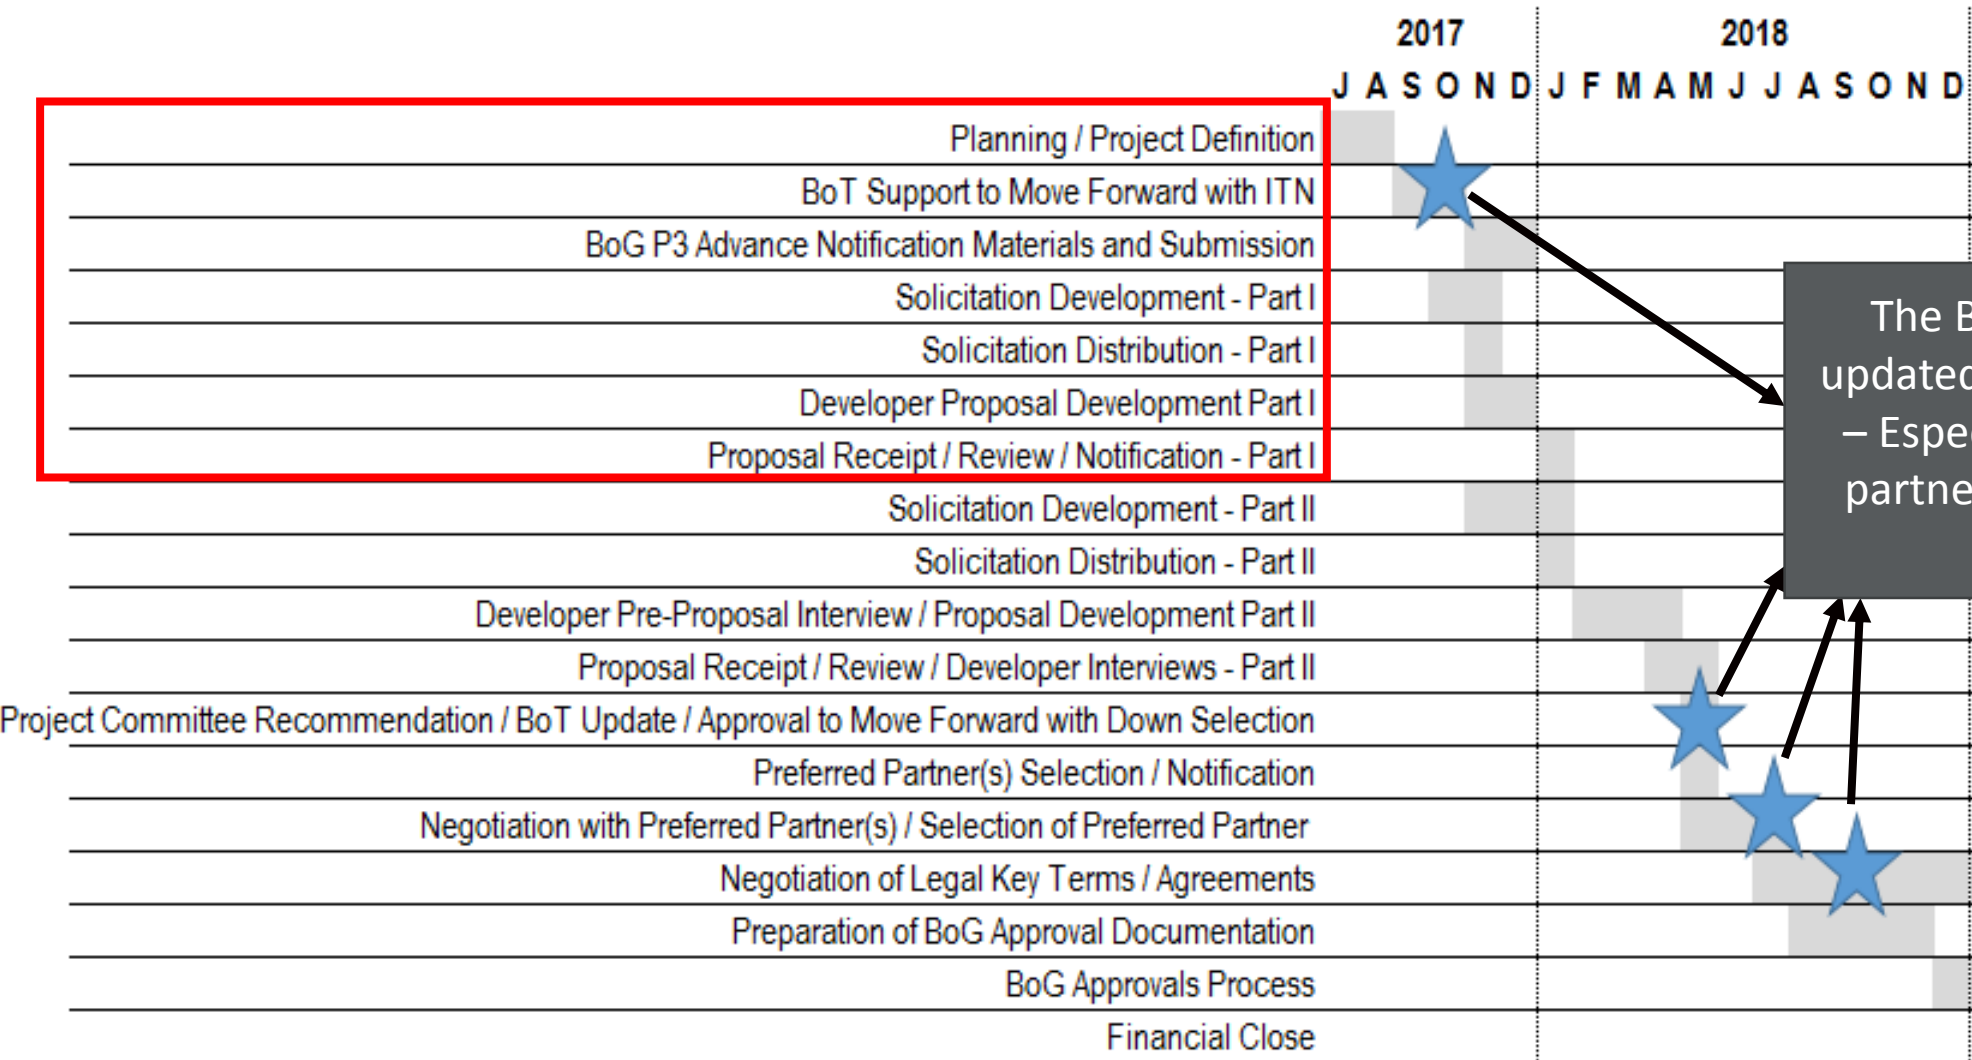 2017 2018
J A S O N D J F M A M J J A S O N D
Planning / Project Definition
BoT Support to Move Forward with ITN
BoG P3 Advance Notification Materials and Submission
Solicitation Development - Part I
Solicitation Distribution - Part I
Developer Proposal Development Part I
Proposal Receipt / Review / Notification - Part I
Solicitation Development - Part II
Solicitation Distribution - Part II
Developer Pre-Proposal Interview / Proposal Development Part II
Proposal Receipt / Review / Developer Interviews - Part II
Project Committee Recommendation / BoT Update / Approval to Move Forward with Down Selection
Preferred Partner(s) Selection / Notification
Negotiation with Preferred Partner(s) / Selection of Preferred Partner
Negotiation of Legal Key Terms / Agreements
Preparation of BoG Approval Documentation
BoG Approvals Process
Financial Close
The B
updated
– Espe
partne